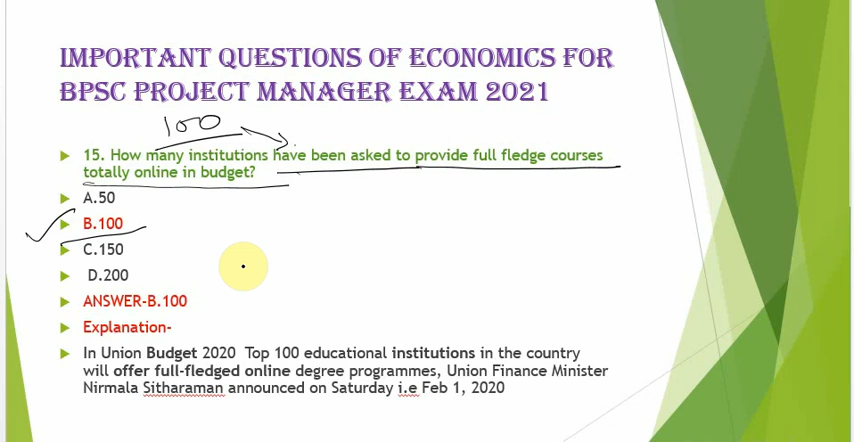 IMPORTANT QUESTIONS OF ECONOMICS FOR
BPSC PROJECT MANAGER EXAM 2021
100
15. How many institutions have been asked to provide full fledge courses
totally online in budget?
A.50
B.100
C.150
D.200
ANSWER-B.100
Explanation-
In Union Budget 2020 Top 100 educational institutions in the country
will offer full-fledged online degree programmes, Union Finance Minister
Nirmala Sitharaman announced on Saturday i.e Feb 1, 2020